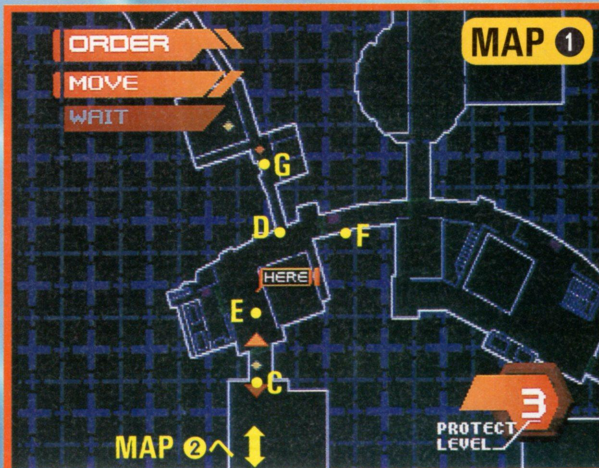 ORDER
MOVE
WAIT
MAP ❶
G
D
F
HERE
E
C
3
PROTECT
LEVEL
MAP ❷へ